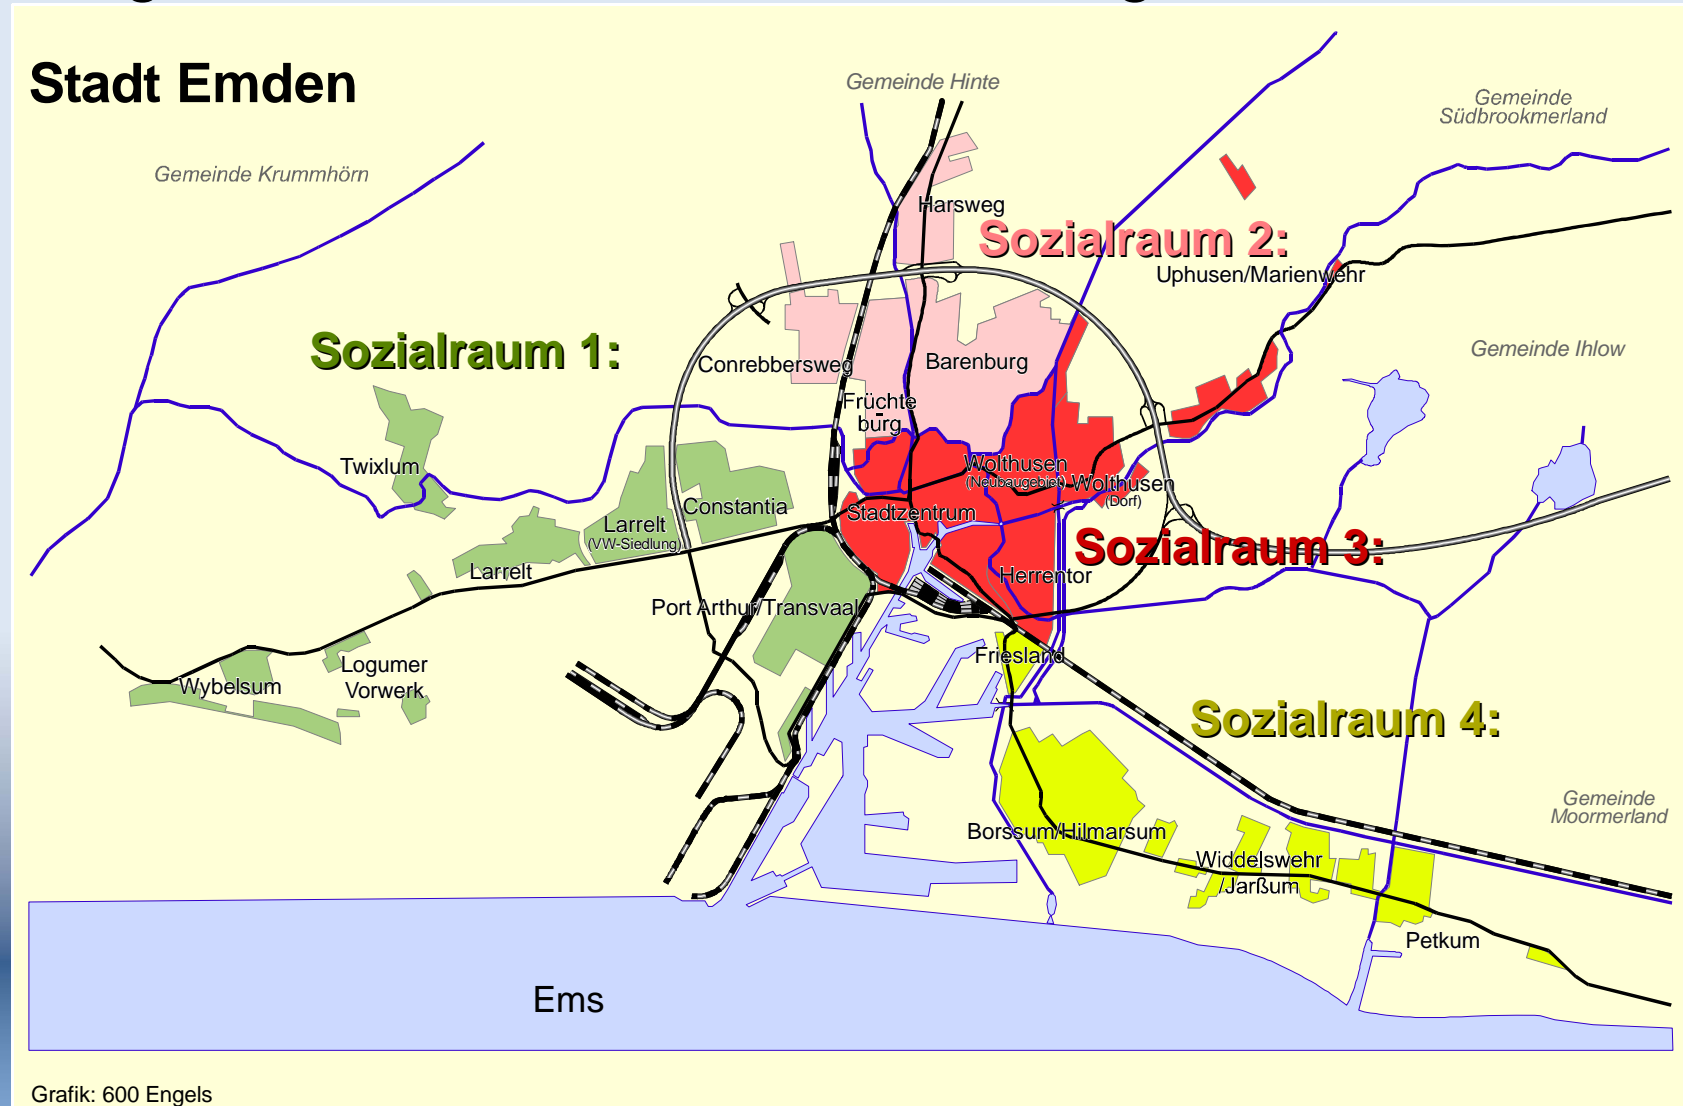 Stadt Emden
Gemeinde Hinte
Gemeinde
Südbrookmerland
Gemeinde Krummhörn
Harsweg
Sozialraum 2:
Uphusen/Marienwehr
Sozialraum 1:
Gemeinde Ihlow
Conrebbersweg
Barenburg
Früchte
-
burg
Twixlum
Wolthusen
(Neubaugebiet)
Wolthusen
(Dorf)
Constantia
Stadtzentrum
Larrelt
(VW-Siedlung)
Sozialraum 3:
Larrelt
Herrentor
Port Arthur/Transvaal
Friesland
Logumer
Vorwerk
Wybelsum
Sozialraum 4:
Gemeinde
Moormerland
Borssum/Hilmarsum
Widdelswehr
/Jarßum
Petkum
Ems
Grafik: 600 Engels